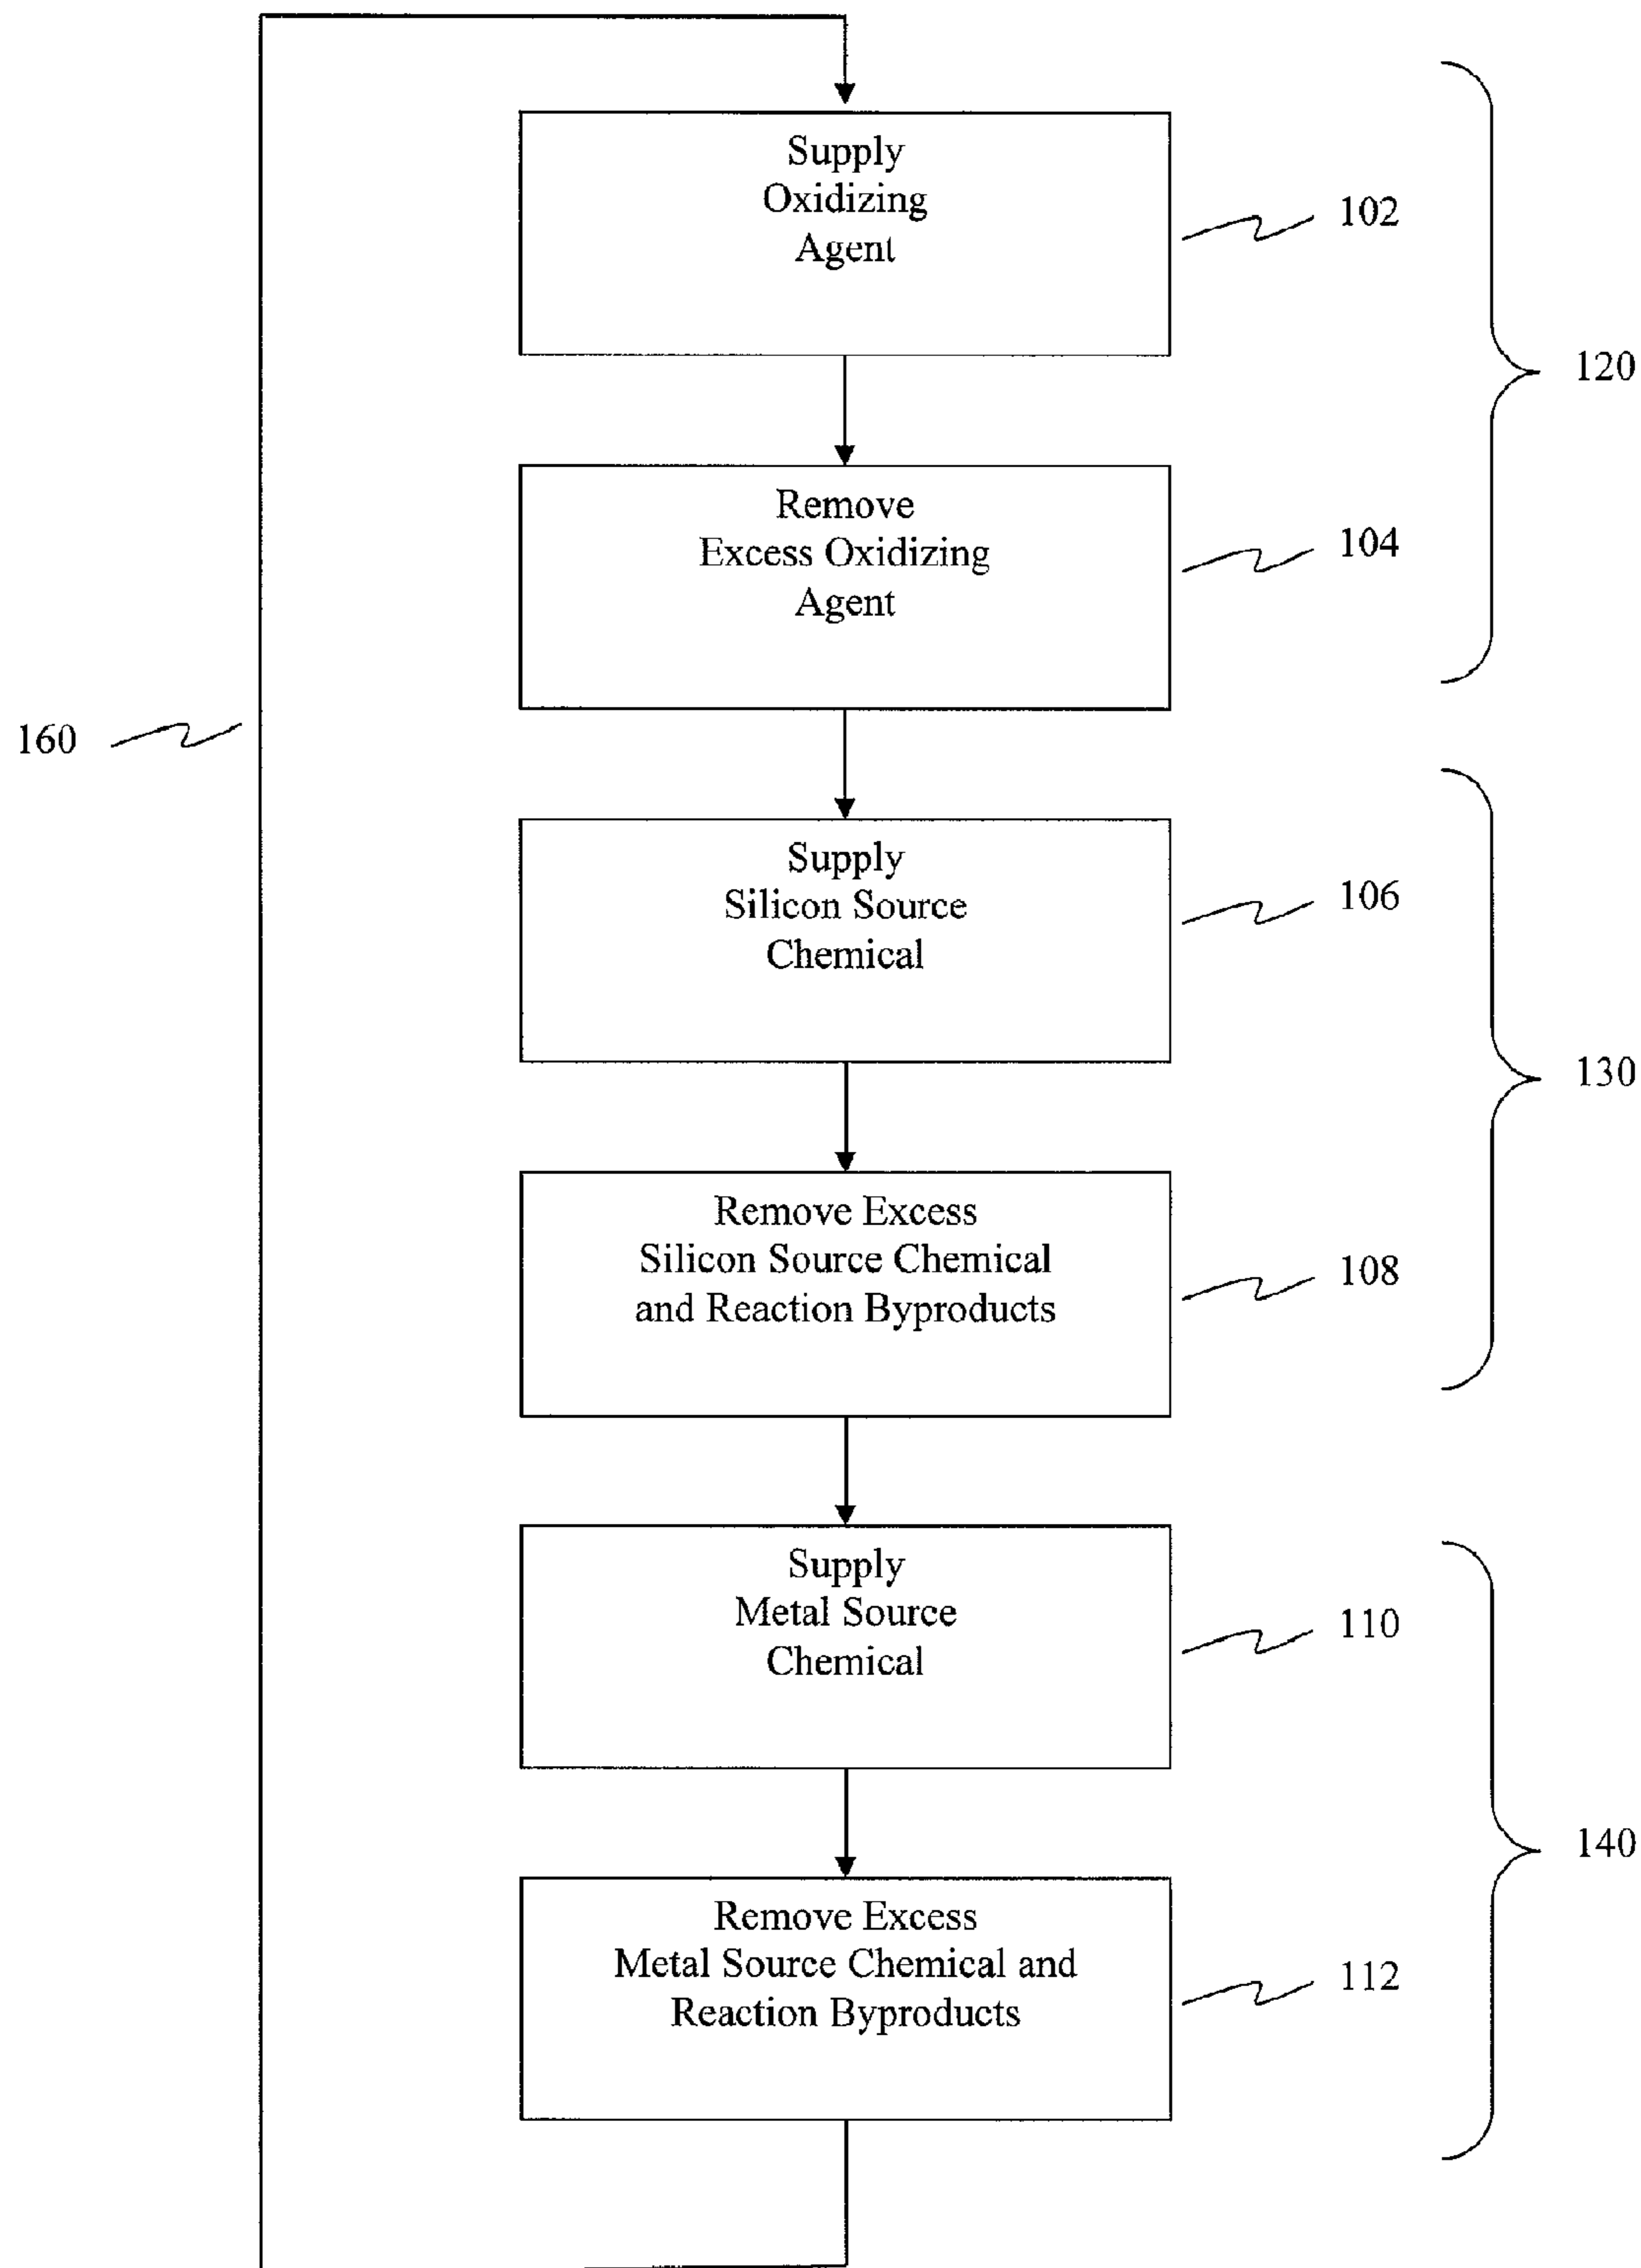 Supply
Oxidizing
Agent
102
120
Remove
Excess Oxidizing
Agent
104
160
Supply
Silicon Source
Chemical
106
130
Remove Excess
Silicon Source Chemical
and Reaction Byproducts
108
Supply
Metal Source
Chemical
110
140
Remove Excess
Metal Source Chemical and
Reaction Byproducts
112